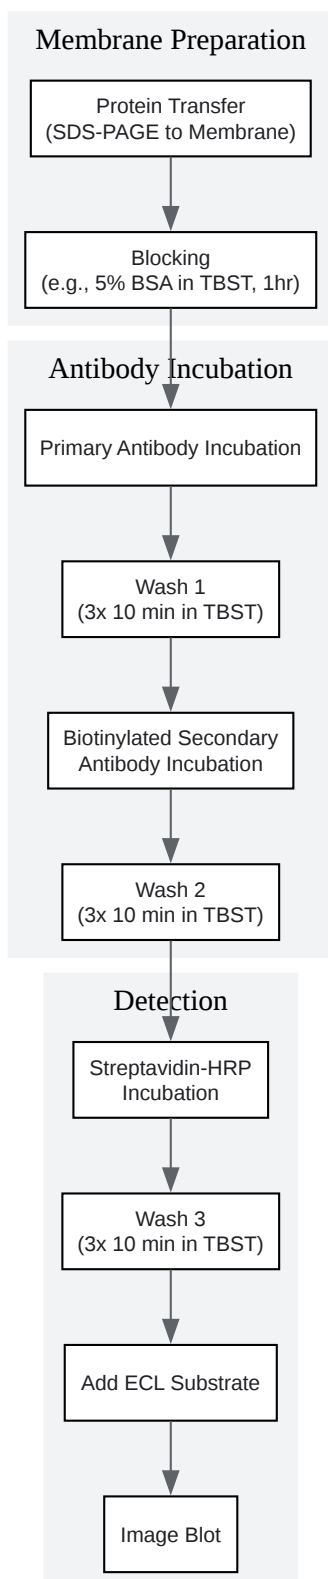 Membrane Preparation
Protein Transfer
(SDS-PAGE to Membrane)
Blocking
(e.g., 5% BSA in TBST, 1hr)
Antibody Incubation
Primary Antibody Incubation
Wash 1
(3x 10 min in TBST)
Biotinylated Secondary
Antibody Incubation
Wash 2
(3x 10 min in TBST)
Detection
Streptavidin-HRP
Incubation
Wash 3
(3x 10 min in TBST)
Add ECL Substrate
Image Blot